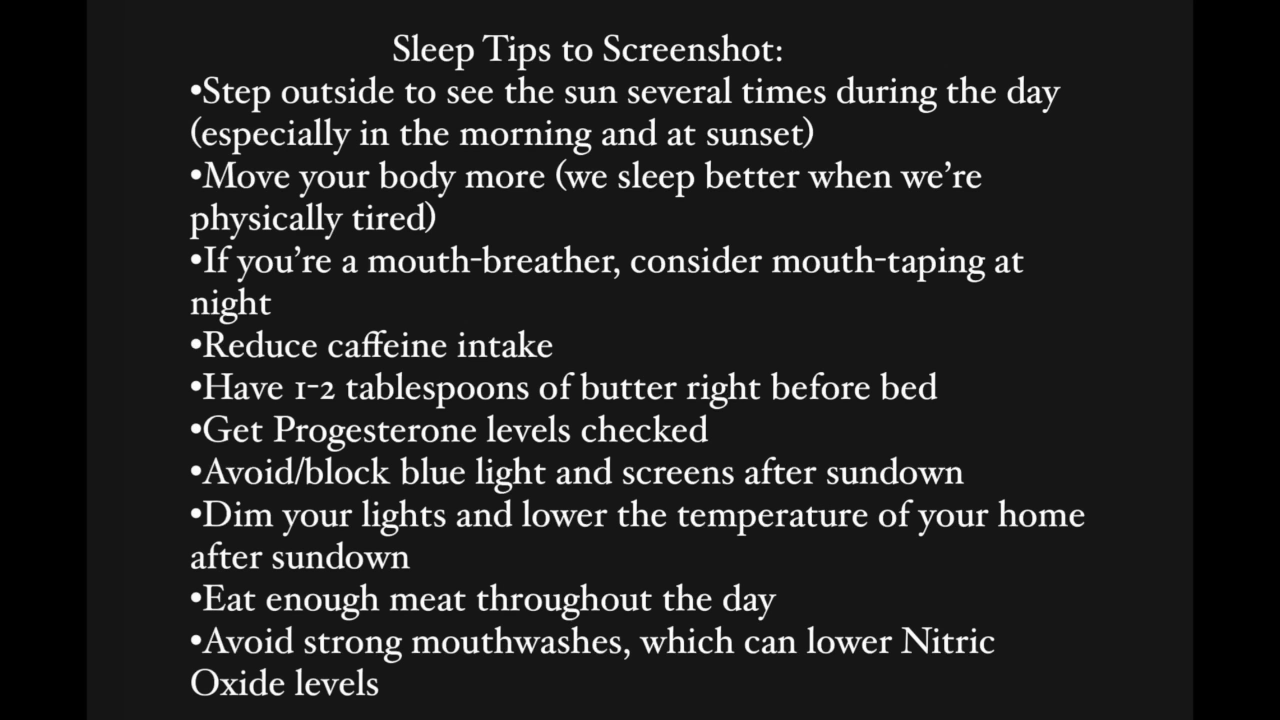 Sleep Tips to Screenshot:
•Step outside to see the sun several times during the day
(especially in the morning and at sunset)
•Move your body more (we sleep better when we’re
physically tired)
•If you’re a mouth-breather, consider mouth-taping at
night
•Reduce caffeine intake
•Have 1-2 tablespoons of butter right before bed
•Get Progesterone levels checked
•Avoid/block blue light and screens after sundown
•Dim your lights and lower the temperature of your home
after sundown
•Eat enough meat throughout the day
•Avoid strong mouthwashes, which can lower Nitric
Oxide levels